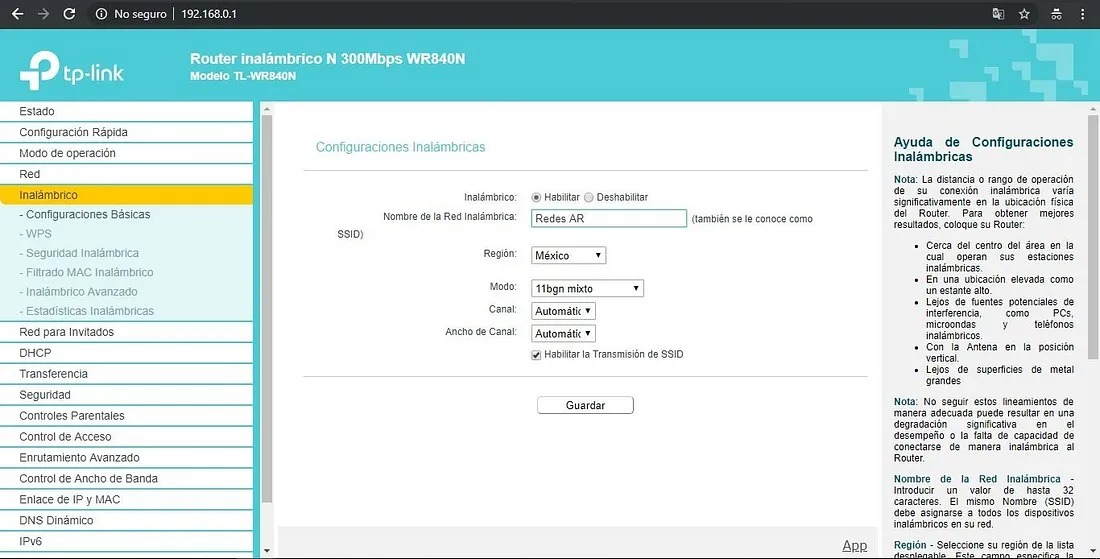 No seguro | 192.168.0.1
tp-link
Router inalámbrico N 300Mbps WR840N
Modelo TL-WR840N
Estado
Configuración Rápida
Modo de operación
Red
Inalámbrico
- Configuraciones Básicas
- WPS
- Seguridad Inalámbrica
- Filtrado MAC Inalámbrico
- Inalámbrico Avanzado
- Estadísticas Inalámbricas
Red para Invitados
DHCP
Transferencia
Seguridad
Controles Parentales
Control de Acceso
Enrutamiento Avanzado
Control de Ancho de Banda
Enlace de IP y MAC
DNS Dinámico
IPv6
Configuraciones Inalámbricas
Inalámbrico: Habilitar Deshabilitar
Nombre de la Red Inalámbrica: Redes AR (también se le conoce como
SSID)
Región: México
Modo: 11bgn mixto
Canal: Automátic
Ancho de Canal: Automátic
Habilitar la Transmisión de SSID
Guardar
App
Ayuda de Configuraciones
Inalámbricas
Nota: La distancia o rango de operación
de su conexión inalámbrica varía
significativamente en la ubicación física
del Router. Para obtener mejores
resultados, coloque su Router:
• Cerca del centro del área en la
cual operan sus estaciones
inalámbricas.
• En una ubicación elevada como
un estante alto.
• Lejos de fuentes potenciales de
interferencia, como PCs,
microondas y teléfonos
inalámbricos.
• Con la Antena en la posición
vertical.
• Lejos de superficies de metal
grandes
Nota: No seguir estos lineamientos de
manera adecuada puede resultar en una
degradación significativa en el
desempeño o la falta de capacidad de
conectarse de manera inalámbrica al
Router.
Nombre de la Red Inalámbrica -
Introducir un valor de hasta 32
caracteres. El mismo Nombre (SSID)
debe asignarse a todos los dispositivos
inalámbricos en su red.
Región - Seleccione su región de la lista
desplegable. Este campo especifica la